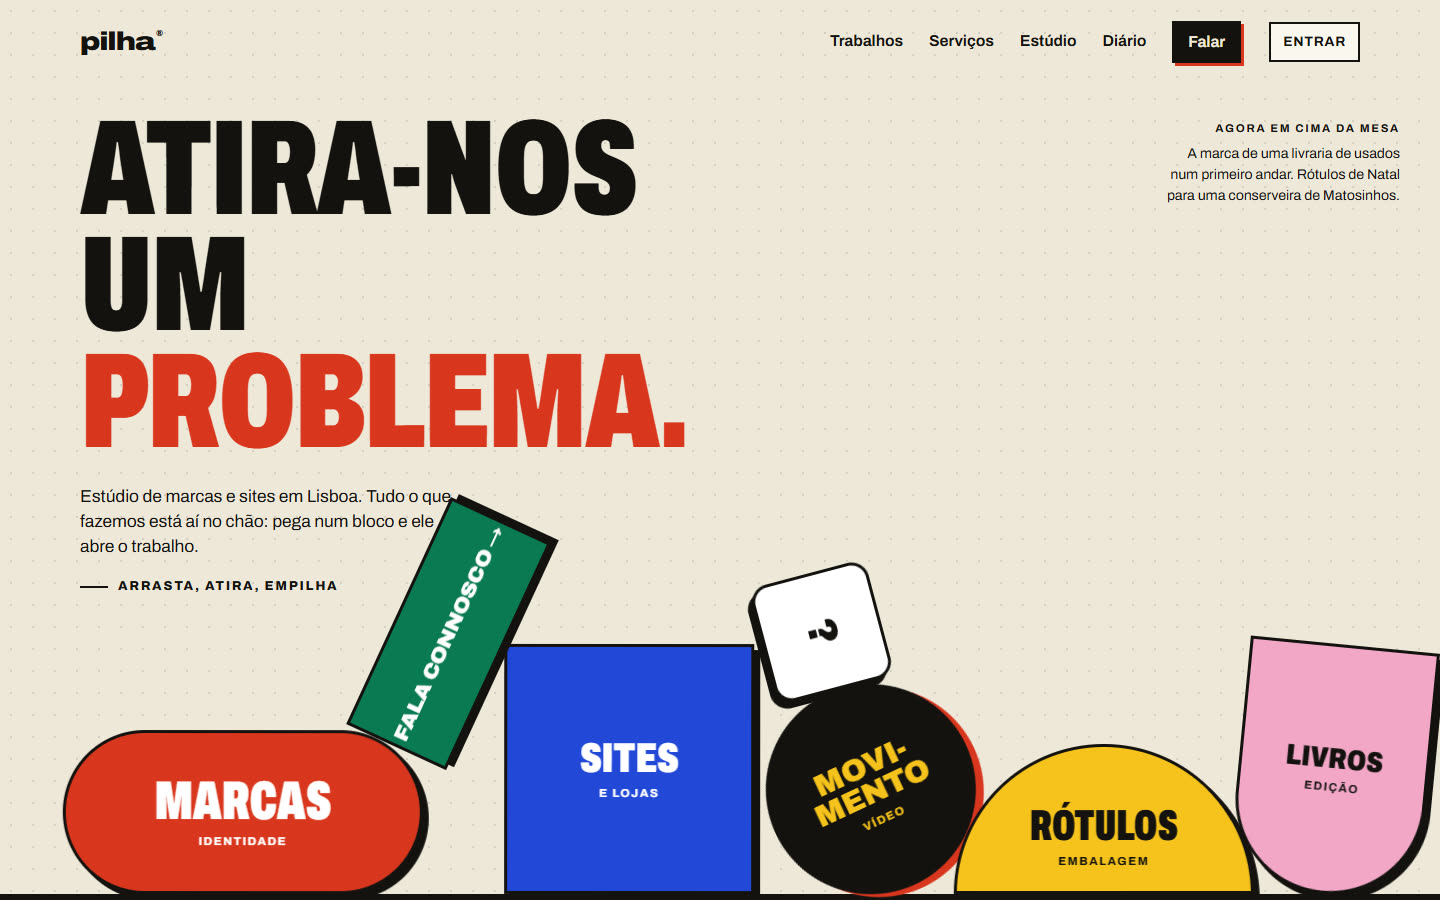 pilha®
Trabalhos Serviços Estúdio Diário Falar ENTRAR
ATIRA-NOS
UM
PROBLEMA.
AGORA EM CIMA DA MESA
A marca de uma livraria de usados
num primeiro andar. Rótulos de Natal
para uma conserveira de Matosinhos.
Estúdio de marcas e sites em Lisboa. Tudo o que
fazemos está aí no chão: pega num bloco e ele
abre o trabalho.
ARRASTA, ATIRA, EMPILHA
FALA CONNOSCO →
?
MARCAS
IDENTIDADE
SITES
E LOJAS
MOVI-
MENTO
VÍDEO
RÓTULOS
EMBALAGEM
LIVROS
EDIÇÃO